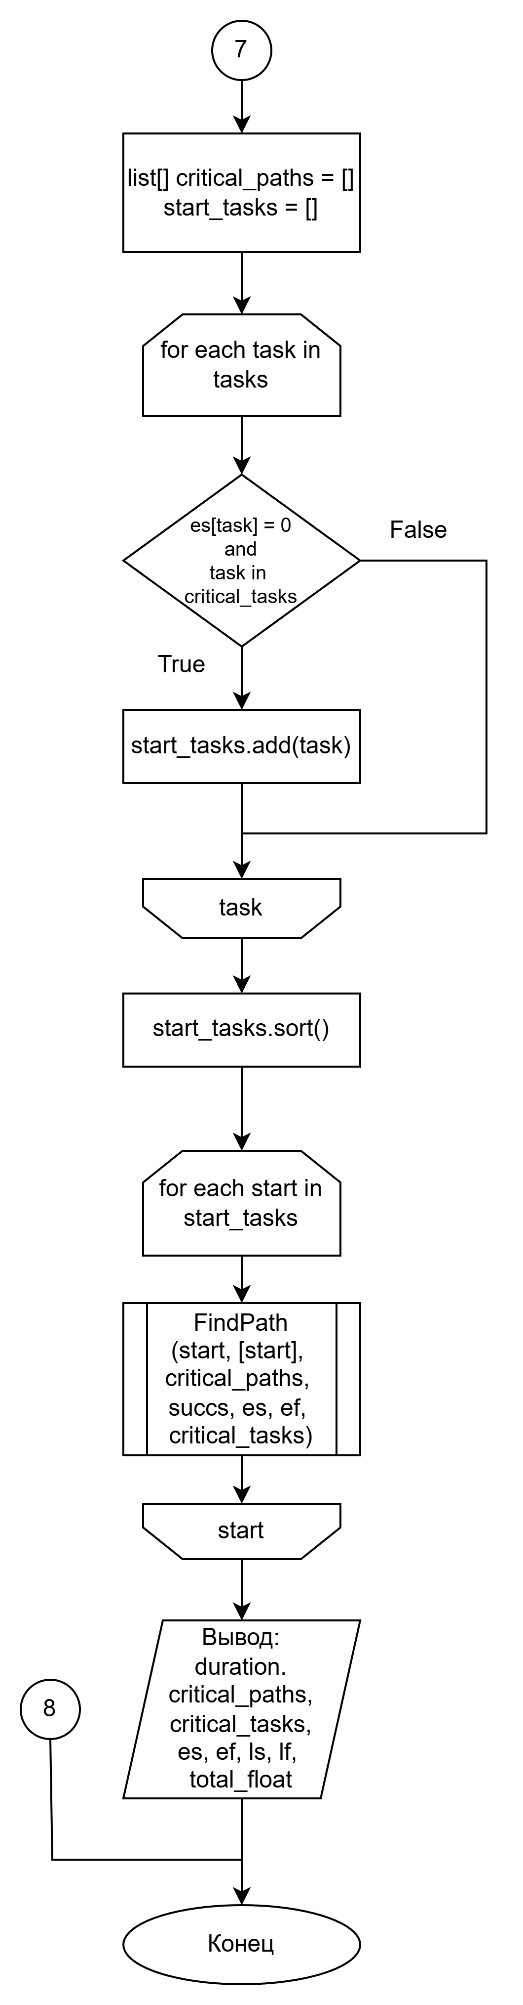 7
list[] critical_paths = []
start_tasks = []
for each task in
tasks
es[task] = 0
and
task in
critical_tasks
False
True
start_tasks.add(task)
task
start_tasks.sort()
for each start in
start_tasks
FindPath
(start, [start],
critical_paths,
succs, es, ef,
critical_tasks)
start
Вывод:
duration.
critical_paths,
critical_tasks,
es, ef, ls, lf,
total_float
8
Конец